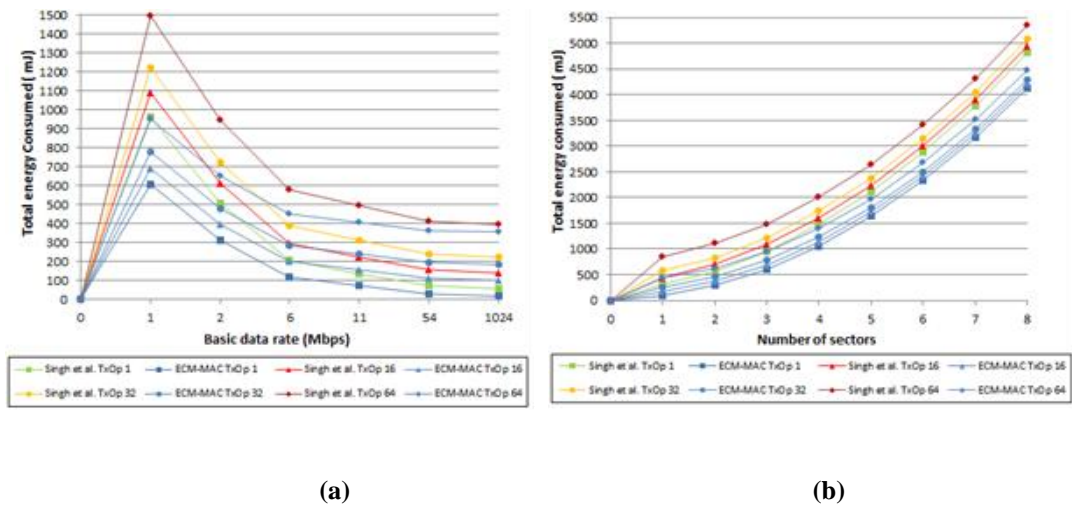 Total energy Consumed ( mJ)
1500
1400
1300
1200
1100
1000
900
800
700
600
500
400
300
200
100
0
0 1 2 6 11 54 1024
Basic data rate (Mbps)
Singh et al. TxOp 1 ECM-MAC TxOp 1 Singh et al. TxOp 16 ECM-MAC TxOp 16
Singh et al. TxOp 32 ECM-MAC TxOp 32 Singh et al. TxOp 64 ECM-MAC TxOp 64
(a)
Total energy consumed ( mJ)
5500
5000
4500
4000
3500
3000
2500
2000
1500
1000
500
0
0 1 2 3 4 5 6 7 8
Number of sectors
Singh et al. TxOp 1 ECM-MAC TxOp 1 Singh et al. TxOp 16 ECM-MAC TxOp 16
Singh et al. TxOp 32 ECM-MAC TxOp 32 Singh et al. TxOp 64 ECM-MAC TxOp 64
(b)